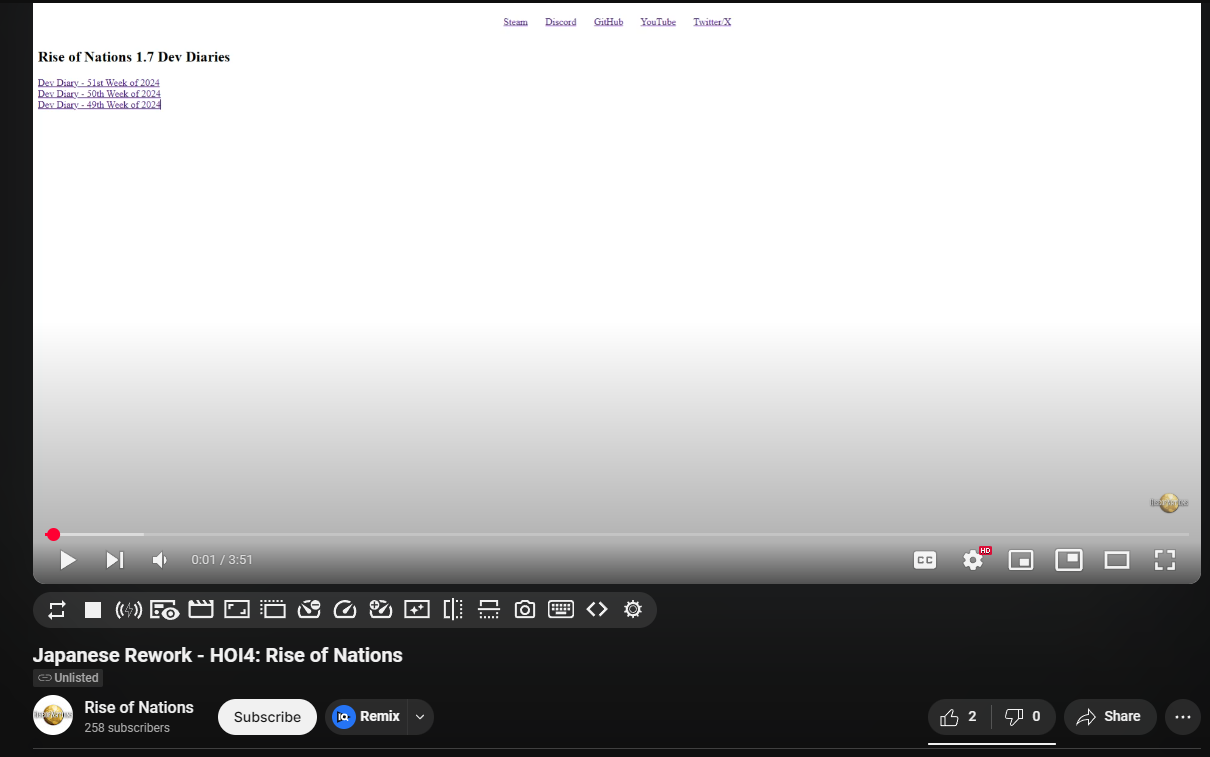 Steam Discord GitHub YouTube Twitter/X
Rise of Nations 1.7 Dev Diaries
Dev Diary - 51st Week of 2024
Dev Diary - 50th Week of 2024
Dev Diary - 49th Week of 2024
0:01 / 3:51
CC
HD
Japanese Rework - HOI4: Rise of Nations
Unlisted
Rise of Nations
258 subscribers
Subscribe
IQ
Remix
2
0
Share